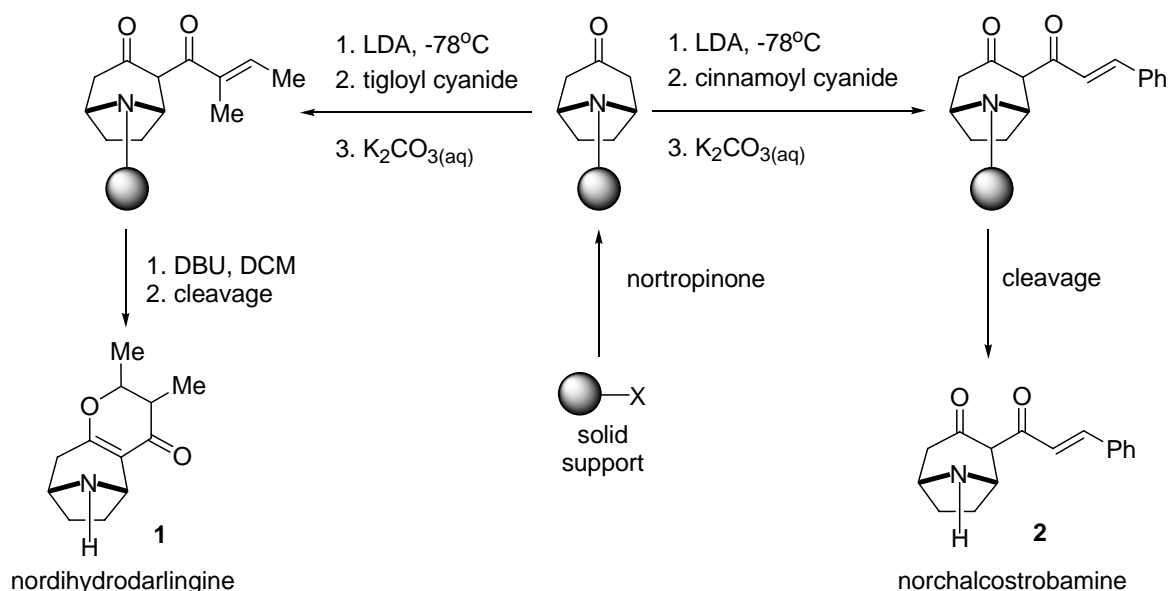 O
O
Me
Me
N
1. LDA, -78°C
2. tigloyl cyanide
3. K₂CO₃(aq)
O
N
1. LDA, -78°C
2. cinnamoyl cyanide
3. K₂CO₃(aq)
O
O
Ph
N
1. DBU, DCM
2. cleavage
nortropinone
cleavage
Me
Me
O
O
N
H
1
nordihydrodarlingine
X
solid
support
O
O
Ph
N
H
2
norchalcostrobamine